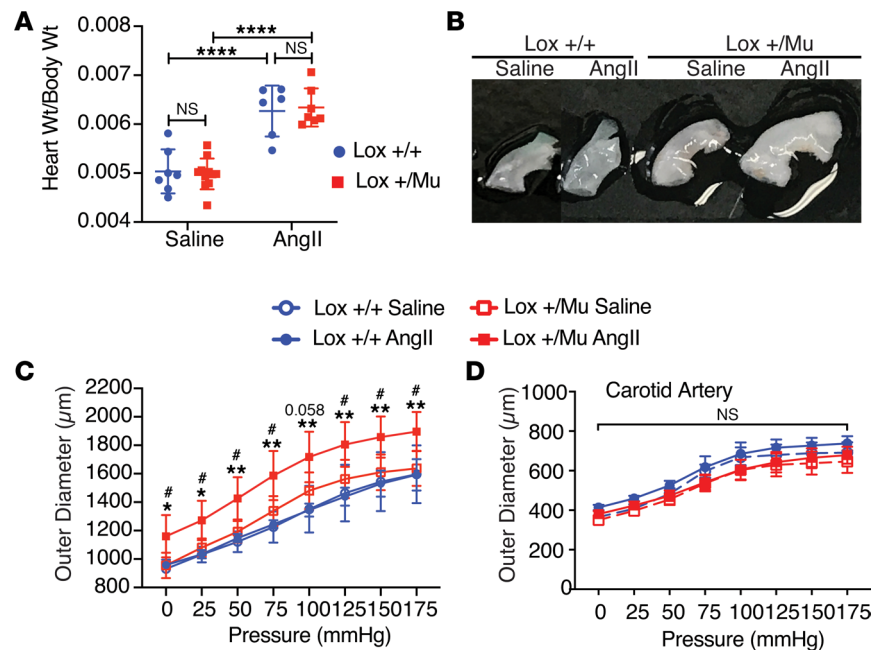 A
Heart Wt/Body Wt
0.008
0.007
0.006
0.005
0.004
****
****
NS
NS
Lox +/+
Lox +/Mu
Saline AngII
B
Lox +/+ Lox +/Mu
Saline AngII Saline AngII
Lox +/+ Saline Lox +/Mu Saline
Lox +/+ AngII Lox +/Mu AngII
C
Outer Diameter (µm)
2200
2000
1800
1600
1400
1200
1000
800
# # # # 0.058 # # #
* * ** ** ** ** ** **
0 25 50 75 100 125 150 175
Pressure (mmHg)
D
Carotid Artery
NS
Outer Diameter (µm)
1000
800
600
400
200
0
0 25 50 75 100 125 150 175
Pressure (mmHg)